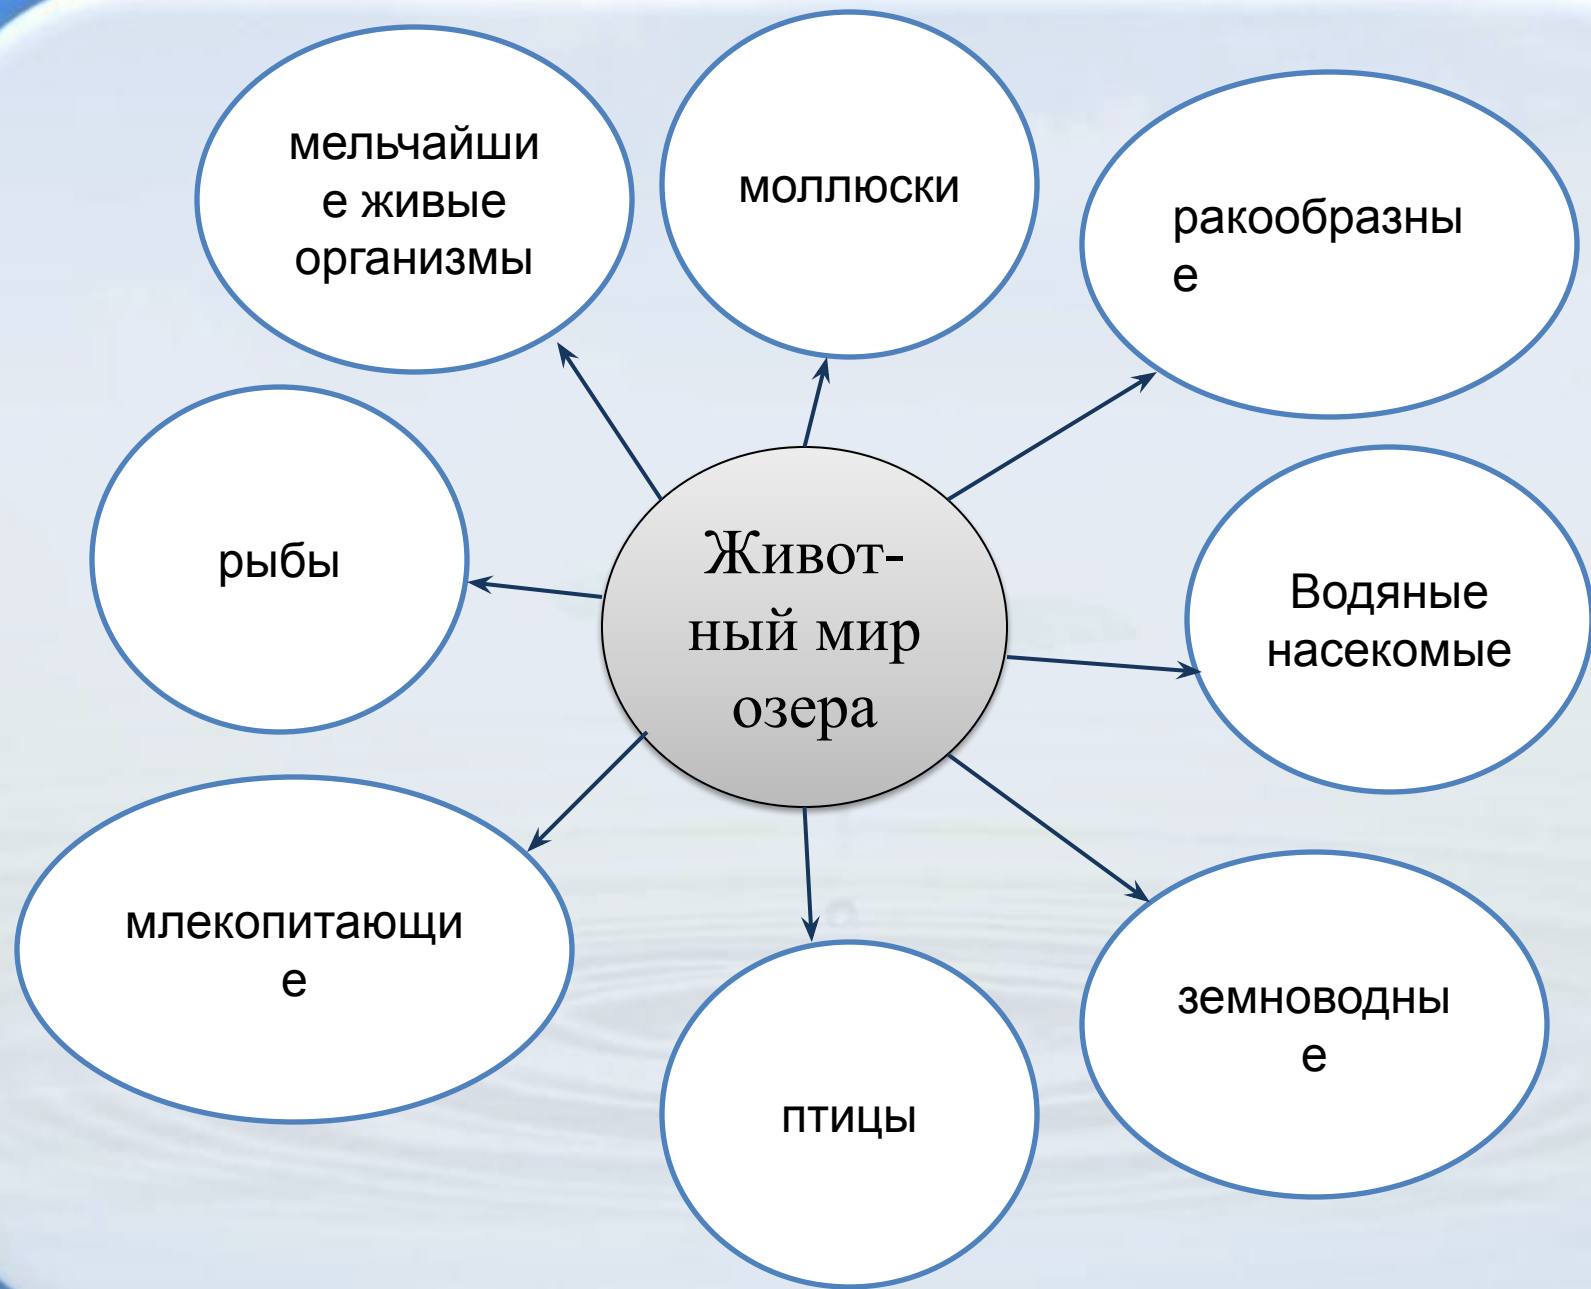 мельчайши
е живые
организмы
моллюски
ракообразны
е
рыбы
Живот-
ный мир
озера
Водяные
насекомые
млекопитающи
е
птицы
земноводны
е